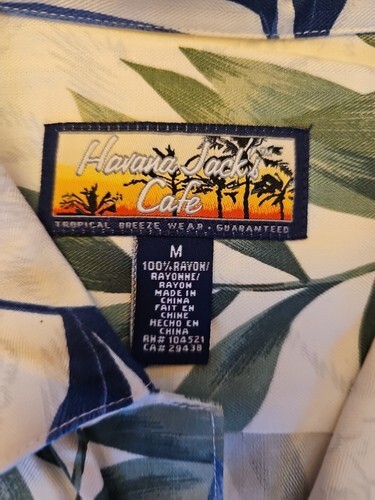 Havana Jack's
Cafe
TROPICAL BREEZE WEAR • GUARANTEED
M
100% RAYON/
RAYONNE/
RAYON
MADE IN
CHINA
FAIT EN
CHINE
HECHO EN
CHINA
RN# 104521
CA# 29438